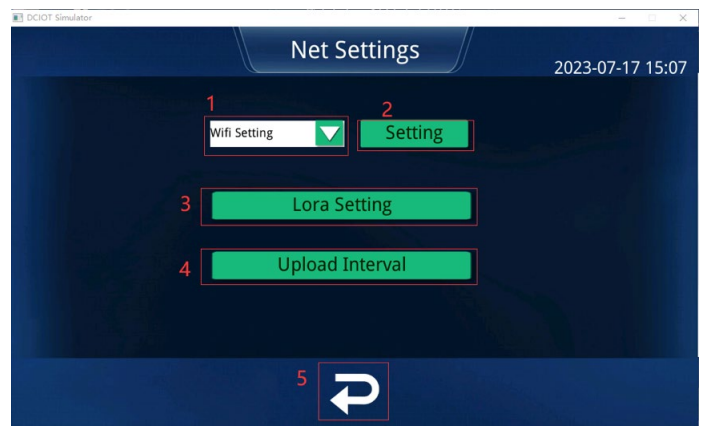 DCIOT Simulator
Net Settings
2023-07-17 15:07
1
2
Wifi Setting
Setting
3
Lora Setting
4
Upload Interval
5